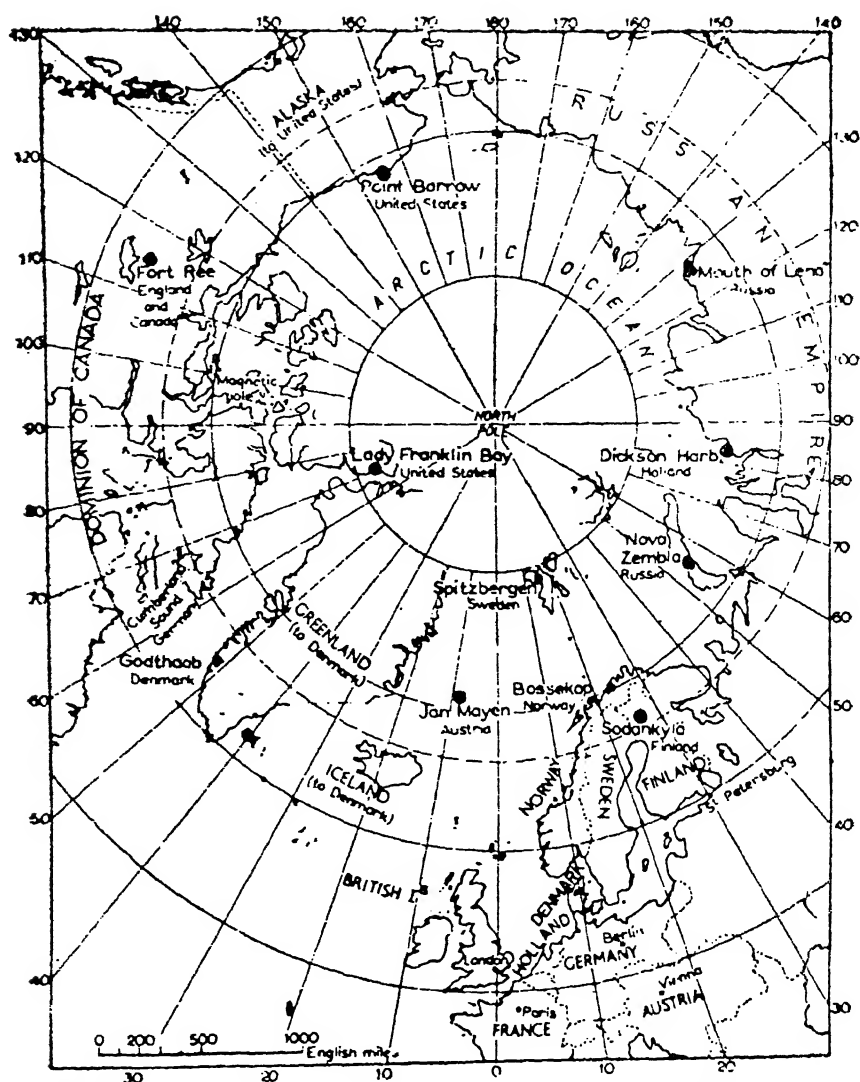 130
140
150
160
170
180
170
160
150
140
ALASKA
(to United States)
RUSSIAN EMPIRE
Point Barrow
United States
130
120
ARCTIC OCEAN
120
110
Fort Rae
England
and
Canada
Mouth of Lena
Russia
110
DOMINION OF CANADA
100
100
Magnetic
pole
90
NORTH
POLE
90
Lady Franklin Bay
United States
Dickson Harb.
Holland
80
80
Nova
Zembla
Russia
70
70
Cumberland
Sound
Germany
Spitzbergen
Sweden
60
GREENLAND
(to Denmark)
Godthaab
Denmark
60
Bossekop
Norway
Jan Mayen
Austria
Sodankylä
Finland
50
ICELAND
(to Denmark)
NORWAY
SWEDEN
FINLAND
St. Petersburg
50
40
BRITISH I
DENMARK
HOLLAND
London
Berlin
GERMANY
Vienna
AUSTRIA
40
30
Paris
FRANCE
0 200 500 1000
English miles
30
20
10
0
10
20